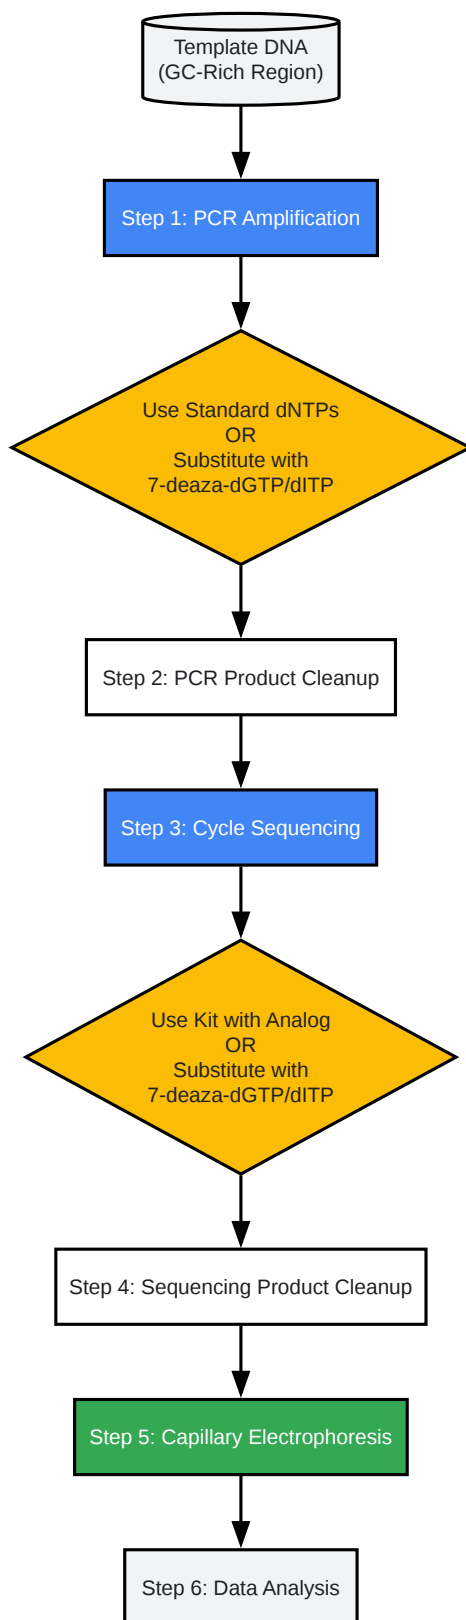 Template DNA
(GC-Rich Region)
Step 1: PCR Amplification
Use Standard dNTPs
OR
Substitute with
7-deaza-dGTP/dITP
Step 2: PCR Product Cleanup
Step 3: Cycle Sequencing
Use Kit with Analog
OR
Substitute with
7-deaza-dGTP/dITP
Step 4: Sequencing Product Cleanup
Step 5: Capillary Electrophoresis
Step 6: Data Analysis